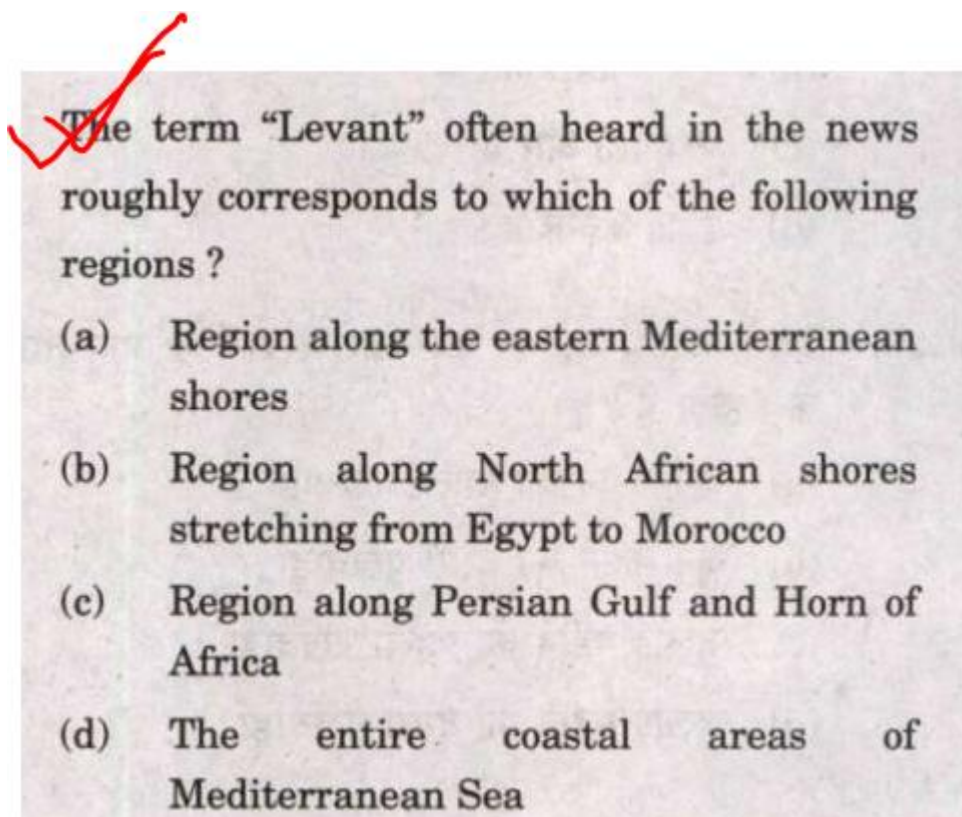 The term “Levant” often heard in the news
roughly corresponds to which of the following
regions ?
(a) Region along the eastern Mediterranean
shores
(b) Region along North African shores
stretching from Egypt to Morocco
(c) Region along Persian Gulf and Horn of
Africa
(d) The entire coastal areas of
Mediterranean Sea